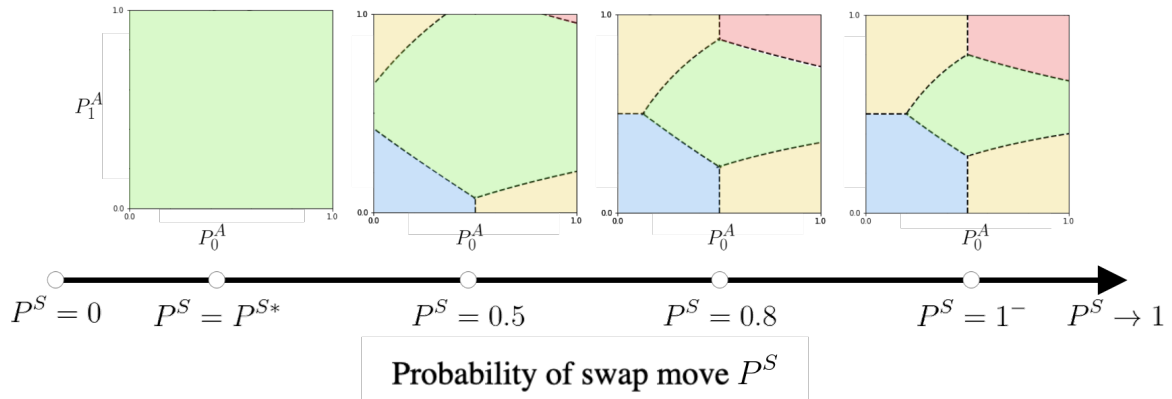 1.0
P_1^A
0.0
0.0
1.0
P_0^A
1.0
0.0
0.0
1.0
P_0^A
1.0
0.0
0.0
1.0
P_0^A
1.0
0.0
0.0
1.0
P_0^A
P^S = 0
P^S = P^{S*}
P^S = 0.5
P^S = 0.8
P^S = 1^-
P^S → 1
Probability of swap move P^S